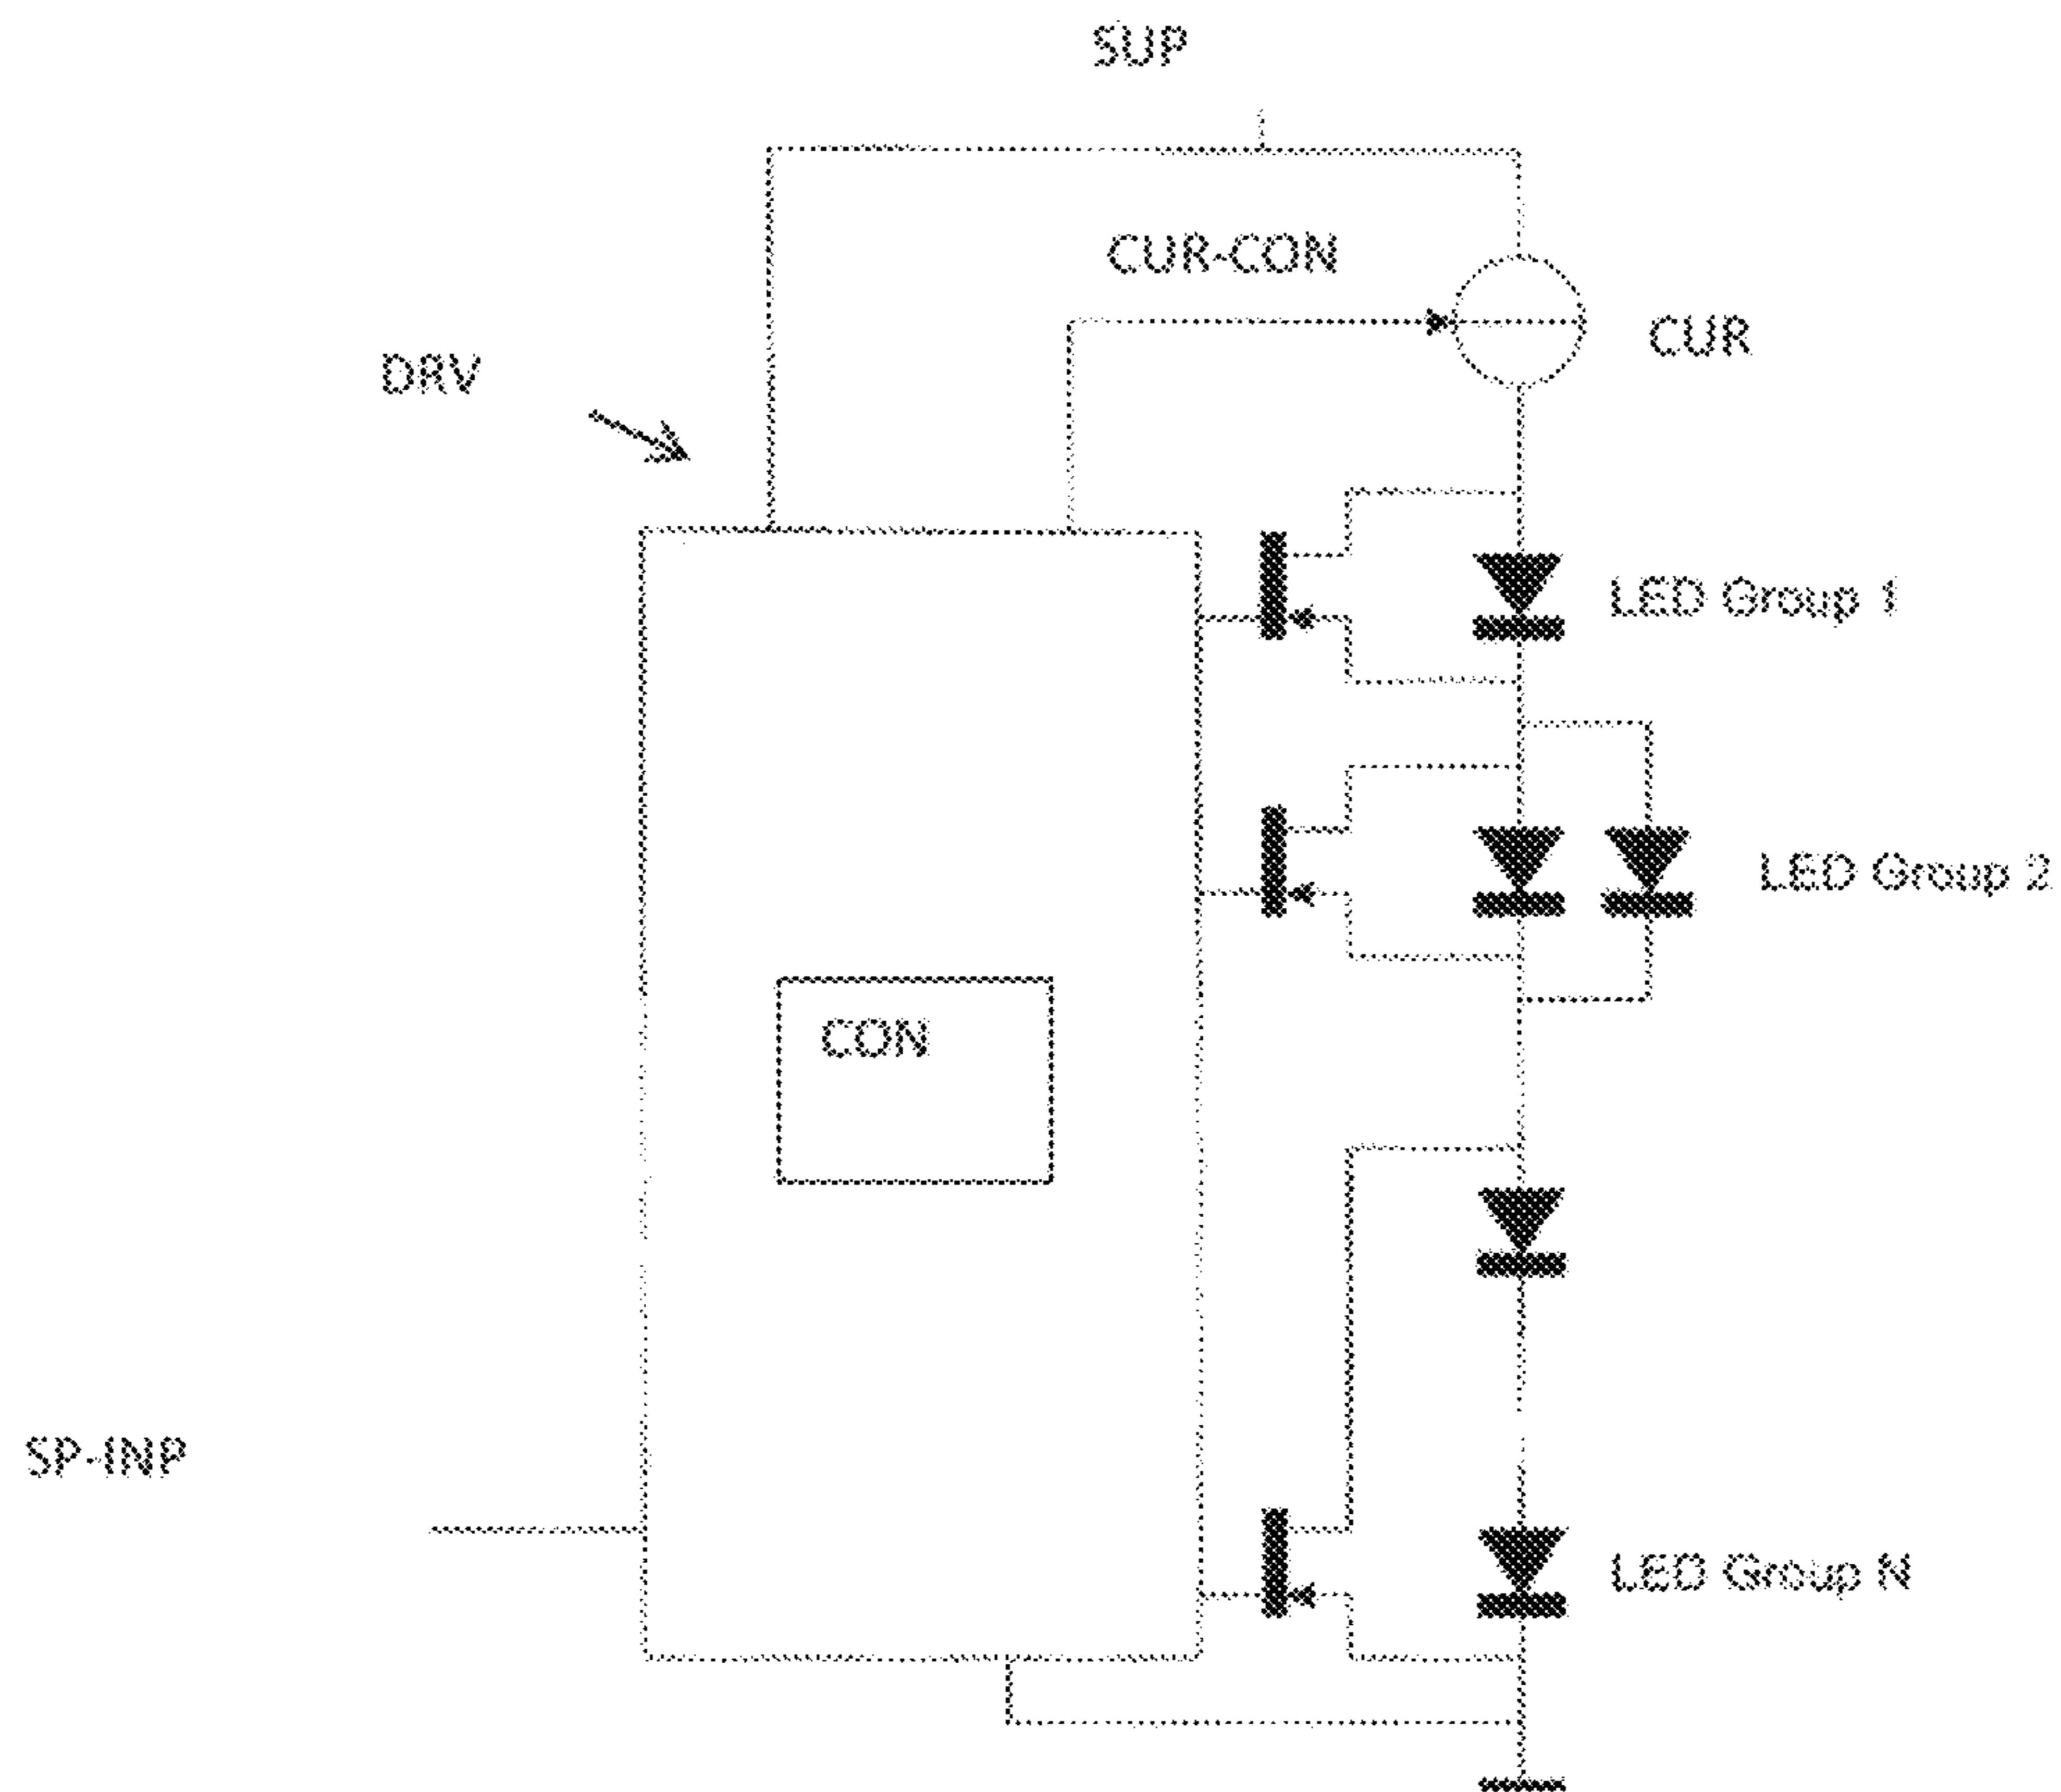 SUP
CUR-CON
CUR
DRV
LED Group 1
LED Group 2
CON
SP-INP
LED Group N